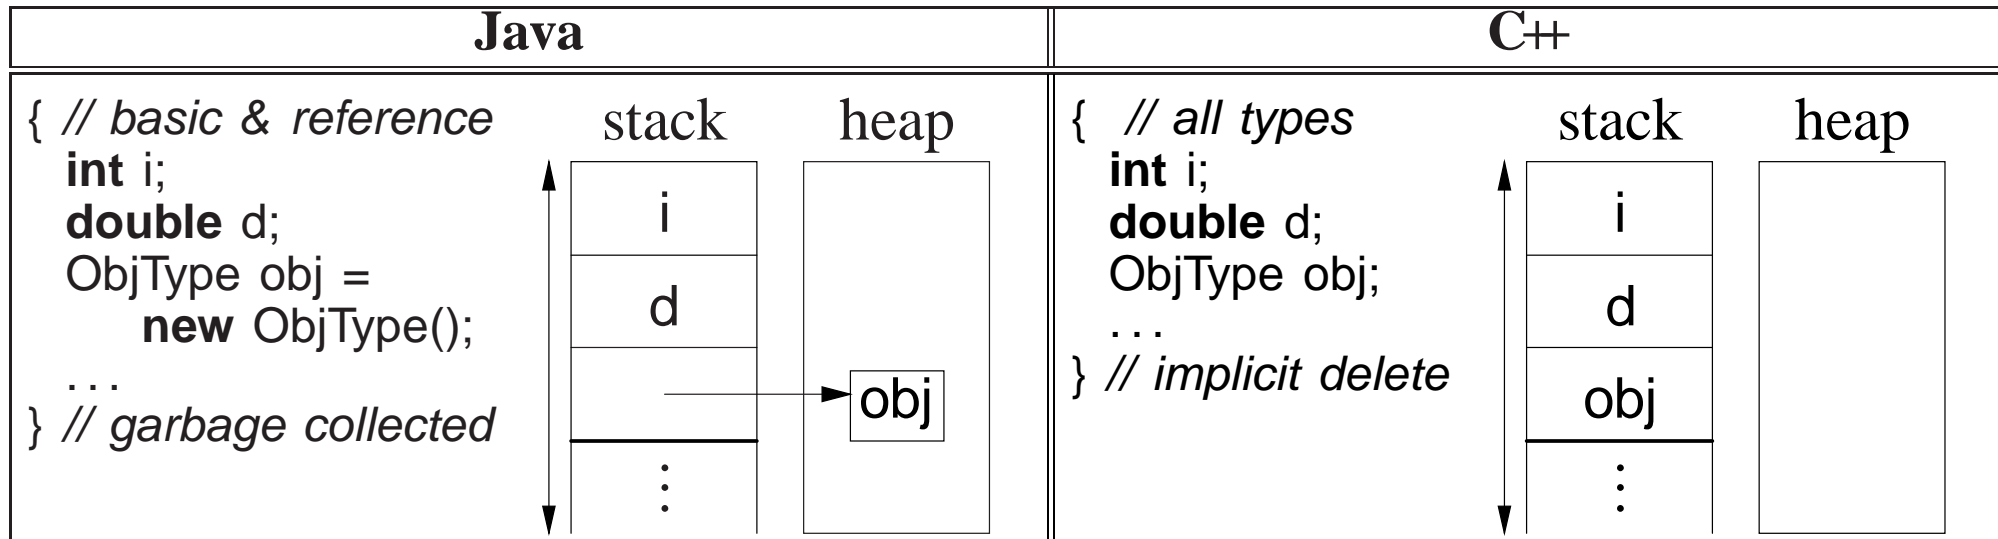 Java
{ // basic & reference
int i;
double d;
ObjType obj =
new ObjType();
...
} // garbage collected
stack heap
i
d
obj
⋮
C++
{ // all types
int i;
double d;
ObjType obj;
...
} // implicit delete
stack heap
i
d
obj
⋮